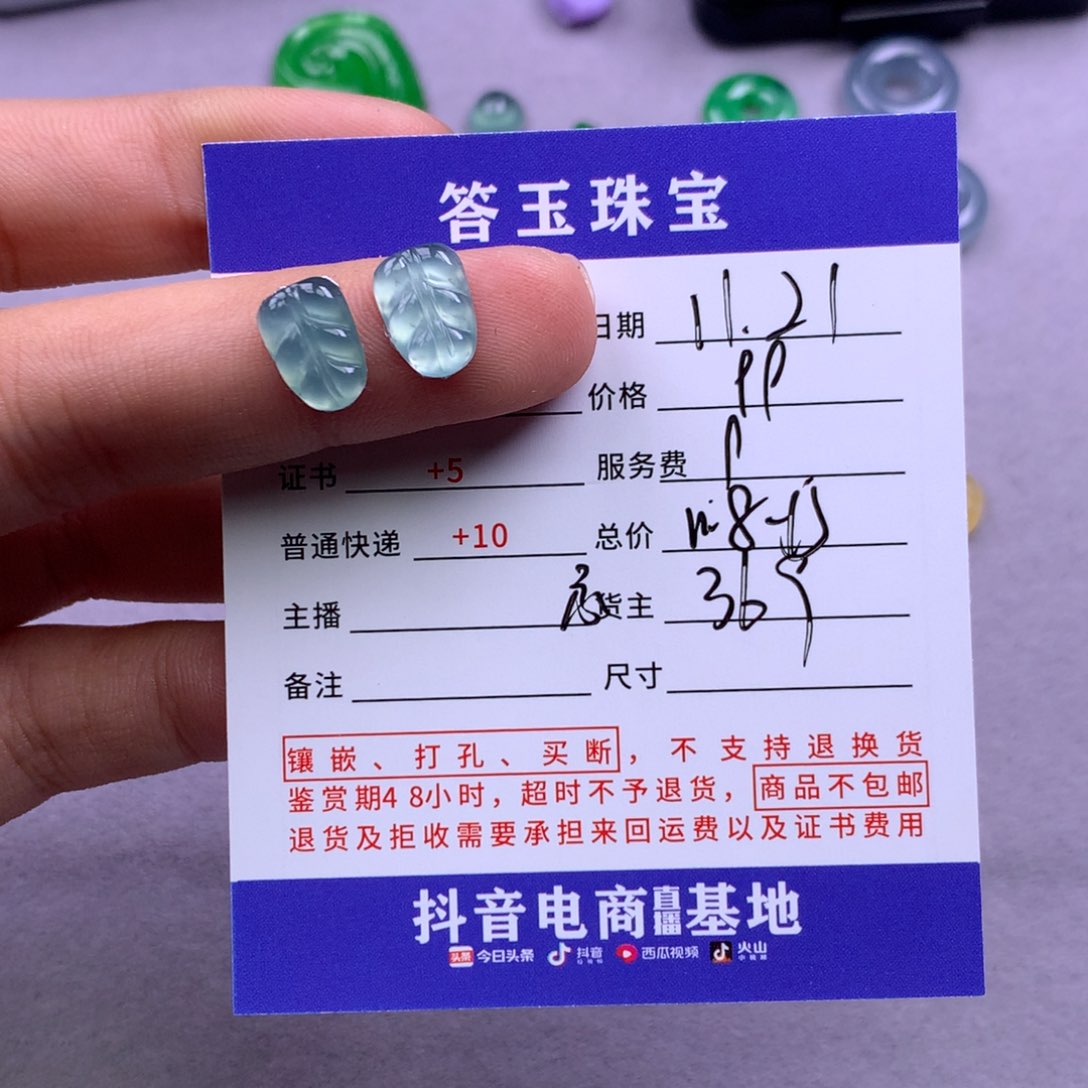 答玉珠宝
日期 11.21
价格
证书 +5 服务费
普通快递 +10 总价
主播 货主 365
备注 尺寸
镶嵌、打孔、买断，不支持退换货
鉴赏期48小时，超时不予退货，商品不包邮
退货及拒收需要承担来回运费以及证书费用
抖音电商直播基地
头条 今日头条 抖音 西瓜视频 火山